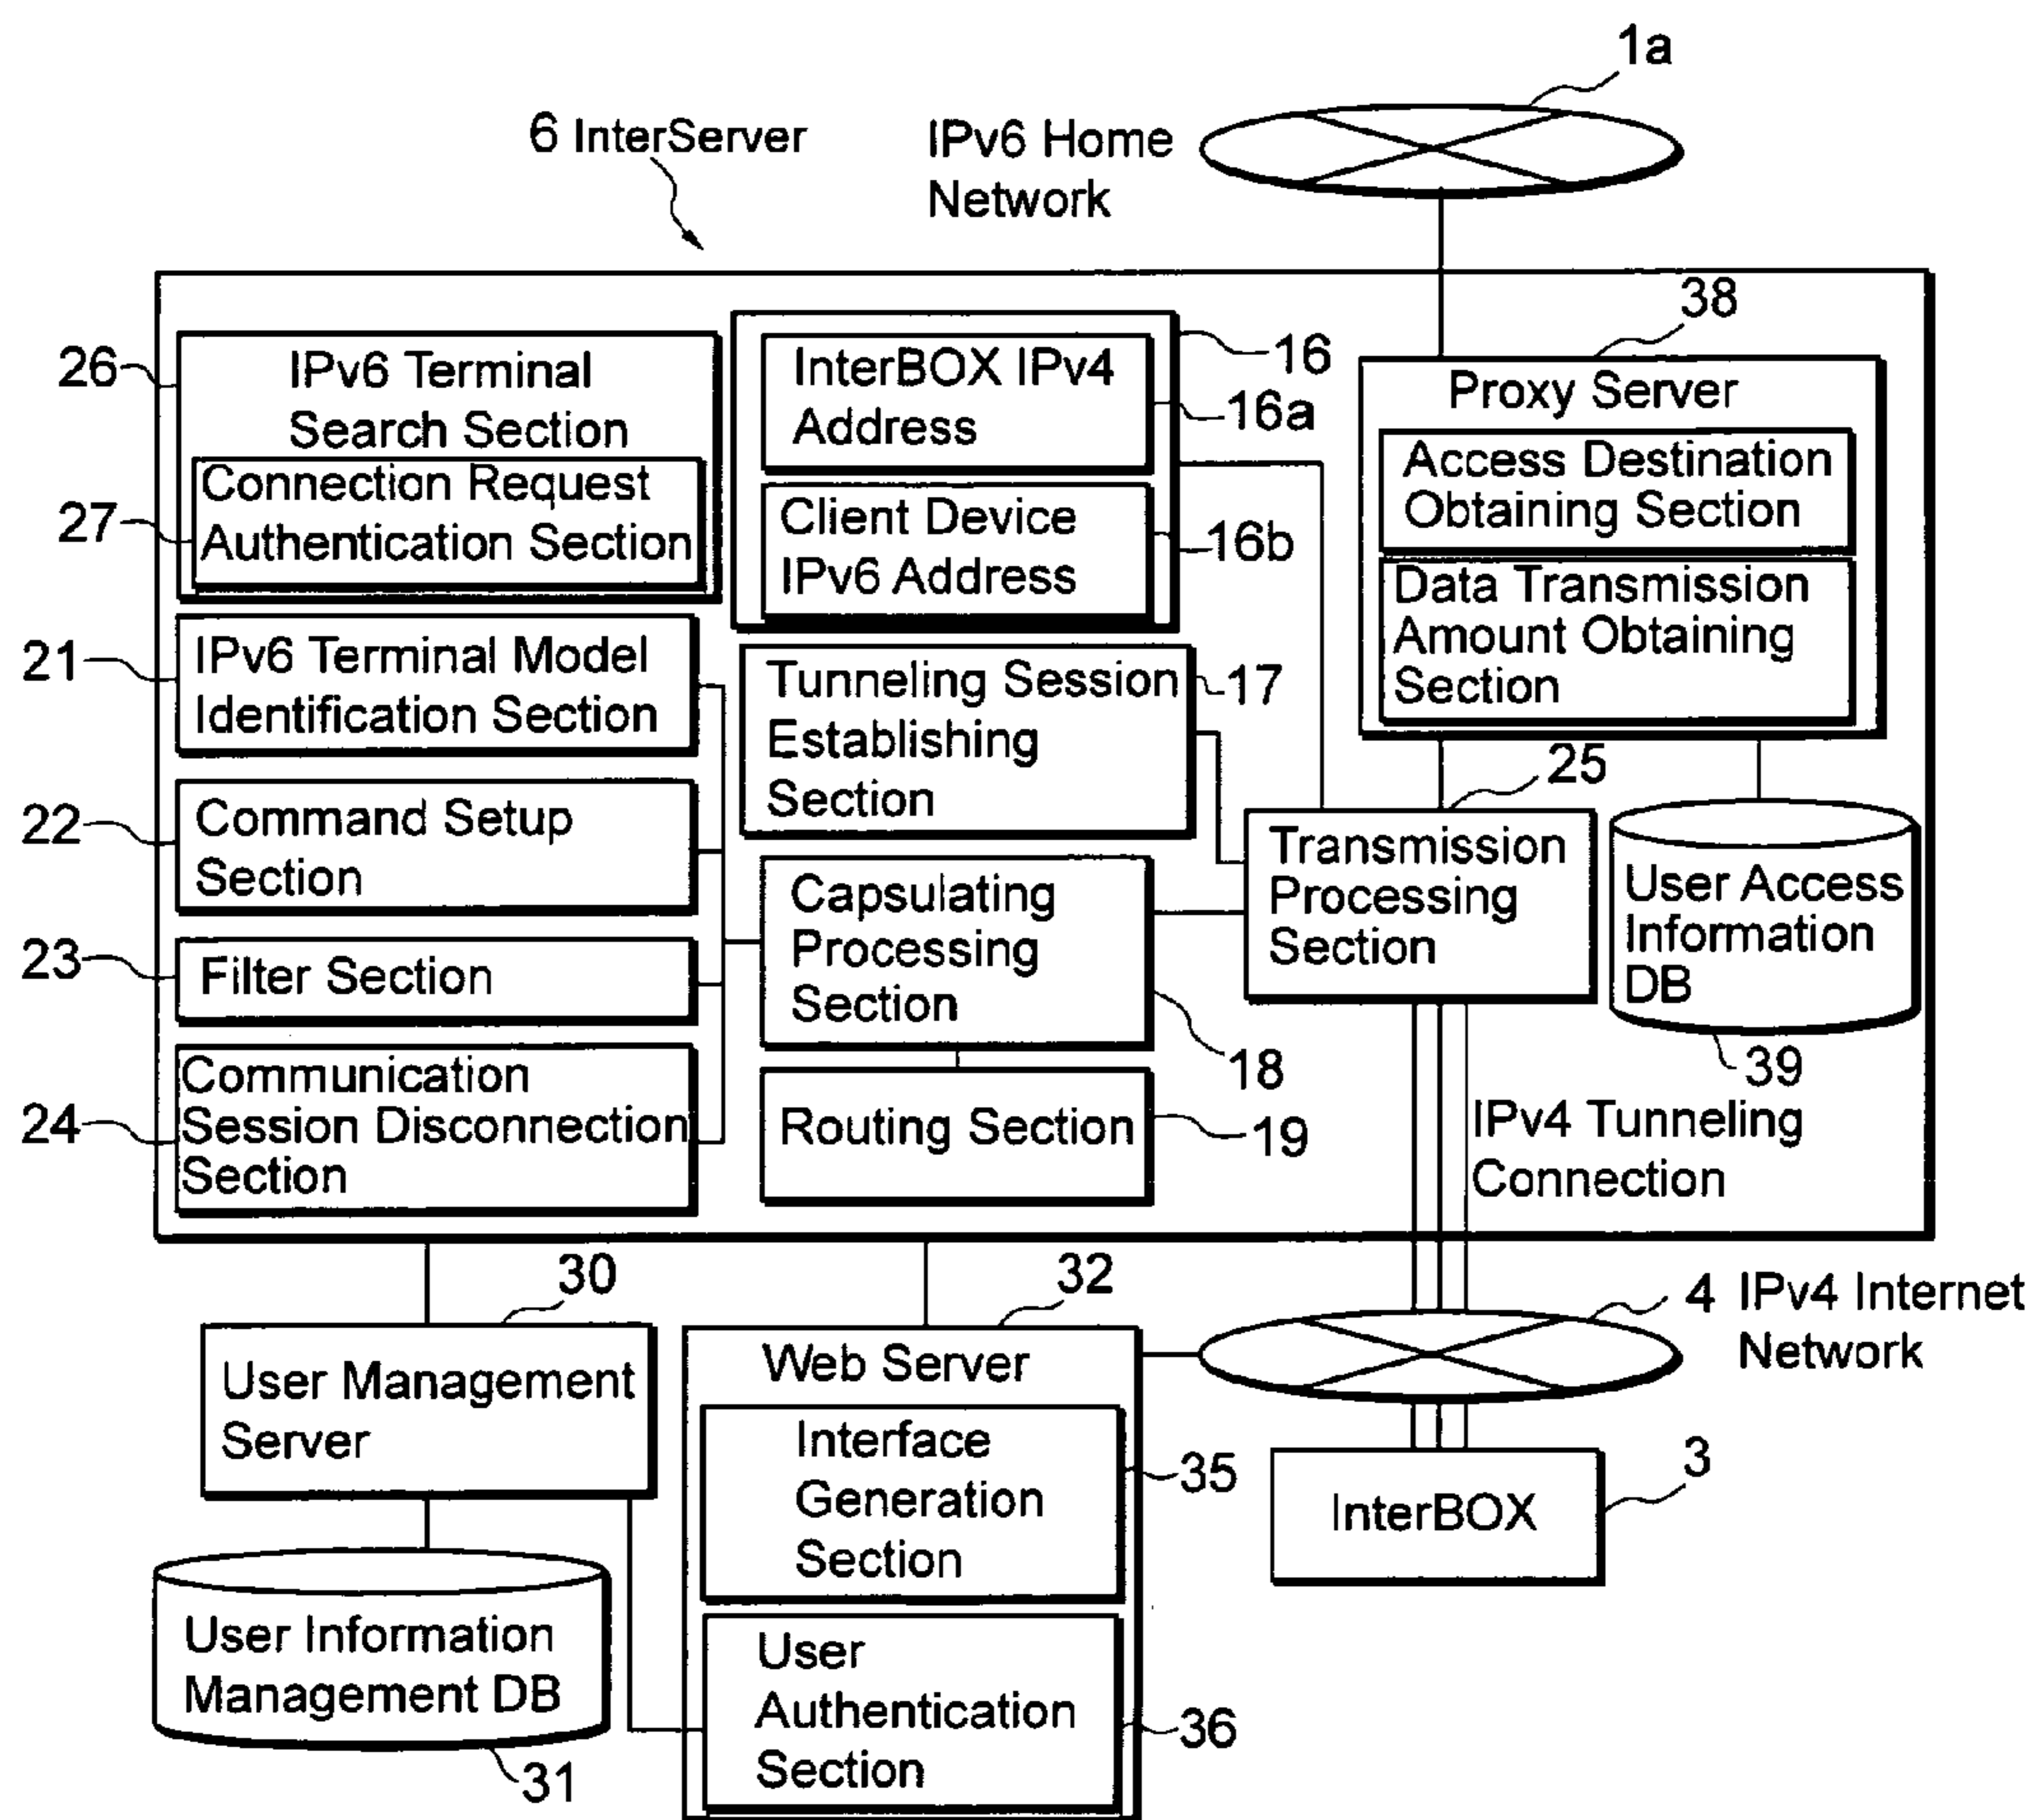 1a
6 InterServer
IPv6 Home
Network
38
26
IPv6 Terminal
Search Section
27
Connection Request
Authentication Section
16
InterBOX IPv4
Address
16a
Client Device
IPv6 Address
16b
Proxy Server
Access Destination
Obtaining Section
Data Transmission
Amount Obtaining
Section
21
IPv6 Terminal Model
Identification Section
Tunneling Session
Establishing
Section
17
25
22
Command Setup
Section
Capsulating
Processing
Section
18
Transmission
Processing
Section
User Access
Information
DB
39
23
Filter Section
24
Communication
Session Disconnection
Section
Routing Section
19
IPv4 Tunneling
Connection
30
32
4 IPv4 Internet
Network
User Management
Server
Web Server
Interface
Generation
Section
35
InterBOX
3
User Information
Management DB
31
User
Authentication
Section
36